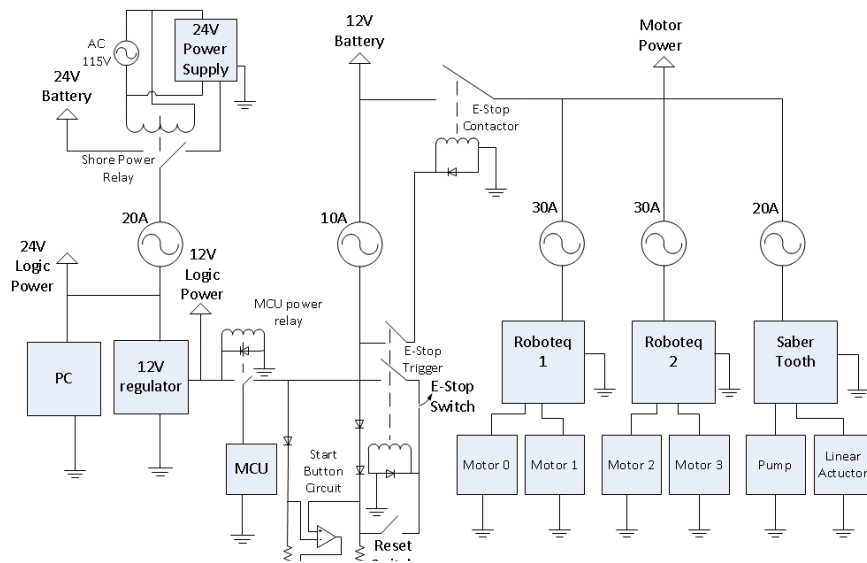 AC
115V
24V
Power
Supply
24V
Battery
Shore Power
Relay
12V
Battery
E-Stop
Contactor
Motor
Power
20A
10A
30A
30A
20A
24V
Logic
Power
12V
Logic
Power
MCU power
relay
PC
12V
regulator
MCU
E-Stop
Trigger
E-Stop
Switch
Start
Button
Circuit
Reset
Roboteq
1
Roboteq
2
Saber
Tooth
Motor 0
Motor 1
Motor 2
Motor 3
Pump
Linear
Actuctor